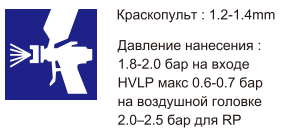 Краскопульт : 1.2-1.4mm
Давление нанесения :
1.8-2.0 бар на входе
HVLP макс 0.6-0.7 бар
на воздушной головке
2.0–2.5 бар для RP